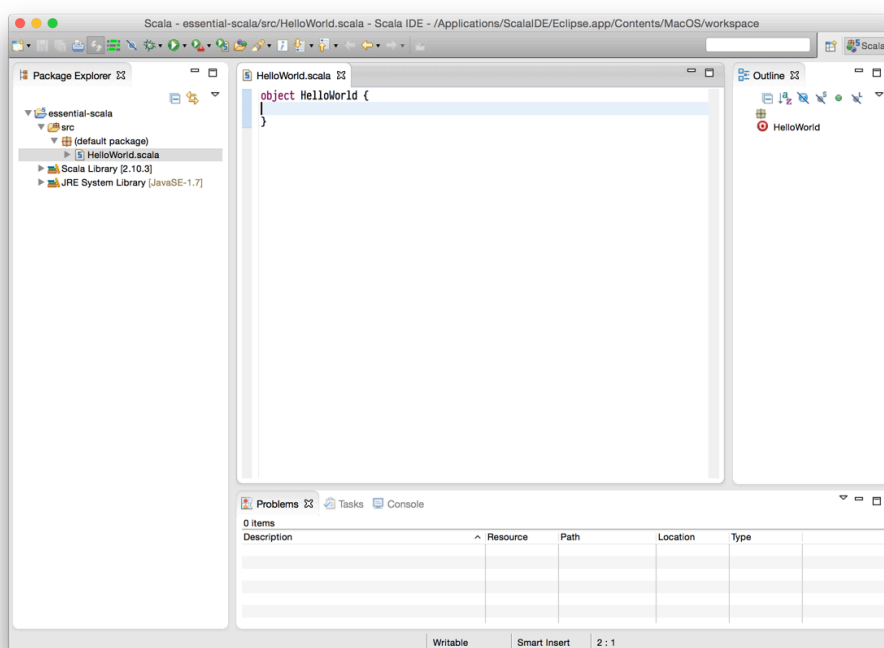 Scala - essential-scala/src/HelloWorld.scala - Scala IDE - /Applications/ScalaIDE/Eclipse.app/Contents/MacOS/workspace
Scala
Package Explorer
essential-scala
src
(default package)
HelloWorld.scala
Scala Library [2.10.3]
JRE System Library [JavaSE-1.7]
HelloWorld.scala
object HelloWorld {
}
Outline
HelloWorld
Problems Tasks Console
0 items
Description Resource Path Location Type
Writable Smart Insert 2 : 1